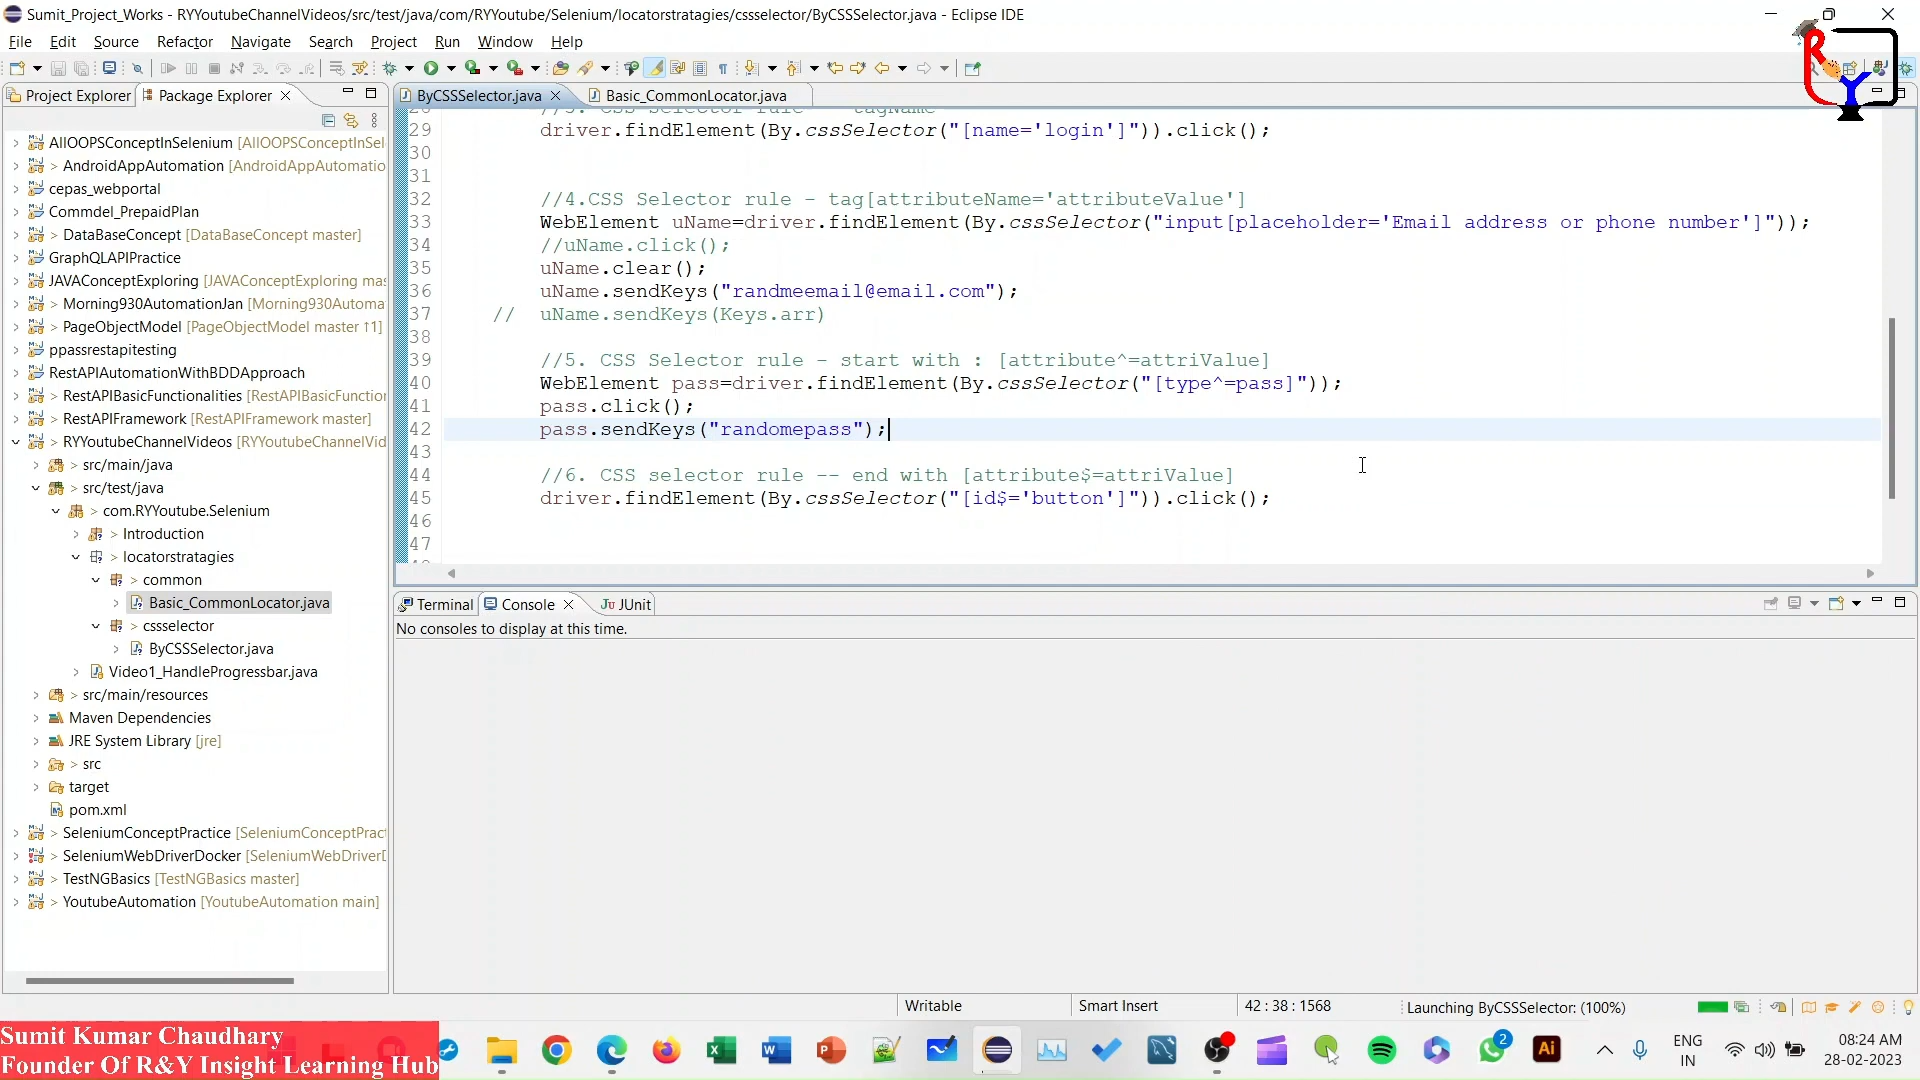 Sumit_Project_Works - RYYoutubeChannelVideos/src/test/java/com/RYYoutube/Selenium/locatorstratagies/cssselector/ByCSSSelector.java - Eclipse IDE
File Edit Source Refactor Navigate Search Project Run Window Help
R
Y
Project Explorer Package Explorer
ByCSSSelector.java Basic_CommonLocator.java
AllOOPSConceptInSelenium [AllOOPSConceptInSel
> AndroidAppAutomation [AndroidAppAutomatio
cepas_webportal
Commdel_PrepaidPlan
> DataBaseConcept [DataBaseConcept master]
GraphQLAPIPractice
JAVAConceptExploring [JAVAConceptExploring mas
> Morning930AutomationJan [Morning930Automa
> PageObjectModel [PageObjectModel master ↑1]
ppassrestapitesting
RestAPIAutomationWithBDDApproach
> RestAPIBasicFunctionalities [RestAPIBasicFunction
> RestAPIFramework [RestAPIFramework master]
> RYYoutubeChannelVideos [RYYoutubeChannelVid
> src/main/java
> src/test/java
> com.RYYoutube.Selenium
> Introduction
> locatorstratagies
> common
Basic_CommonLocator.java
> cssselector
ByCSSSelector.java
Video1_HandleProgressbar.java
> src/main/resources
Maven Dependencies
JRE System Library [jre]
> src
target
pom.xml
> SeleniumConceptPractice [SeleniumConceptPract
> SeleniumWebDriverDocker [SeleniumWebDriverD
> TestNGBasics [TestNGBasics master]
> YoutubeAutomation [YoutubeAutomation main]
28 //3. CSS Selector rule - tagName
29 driver.findElement(By.cssSelector("[name='login']")).click();
30
31
32 //4.CSS Selector rule - tag[attributeName='attributeValue']
33 WebElement uName=driver.findElement(By.cssSelector("input[placeholder='Email address or phone number']"));
34 //uName.click();
35 uName.clear();
36 uName.sendKeys("randmeemail@email.com");
37 // uName.sendKeys(Keys.arr)
38
39 //5. CSS Selector rule - start with : [attribute^=attriValue]
40 WebElement pass=driver.findElement(By.cssSelector("[type^=pass]"));
41 pass.click();
42 pass.sendKeys("randomepass");
43
44 //6. CSS selector rule -- end with [attribute$=attriValue]
45 driver.findElement(By.cssSelector("[id$='button']")).click();
46
47
Terminal Console JUnit
No consoles to display at this time.
Writable Smart Insert 42 : 38 : 1568 Launching ByCSSSelector: (100%)
Sumit Kumar Chaudhary
Founder Of R&Y Insight Learning Hub
2
Ai
ENG
IN
08:24 AM
28-02-2023